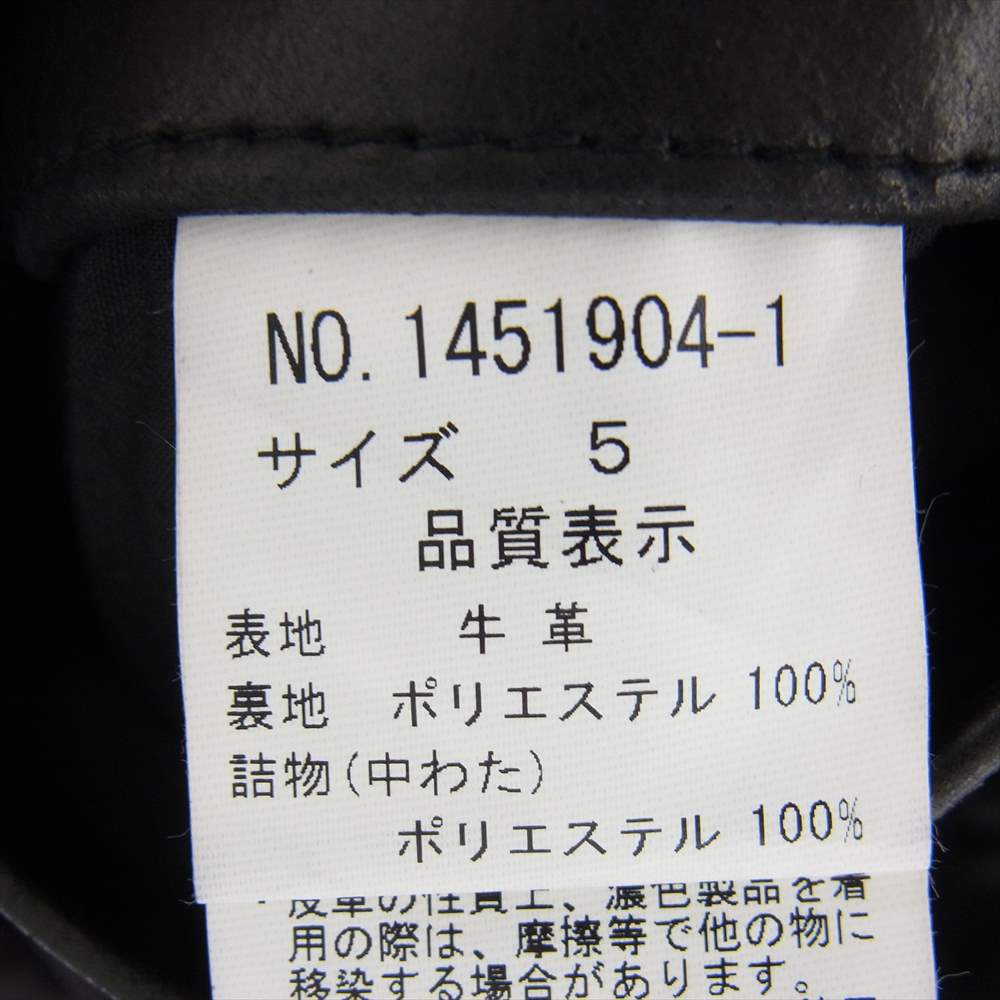 NO.1451904-1
サイズ 5
品質表示
表地 牛革
裏地 ポリエステル 100%
詰物(中わた)
ポリエステル 100%
・皮革の性質上、濃色製品を着
用の際は、摩擦等で他の物に
移染する場合があります。